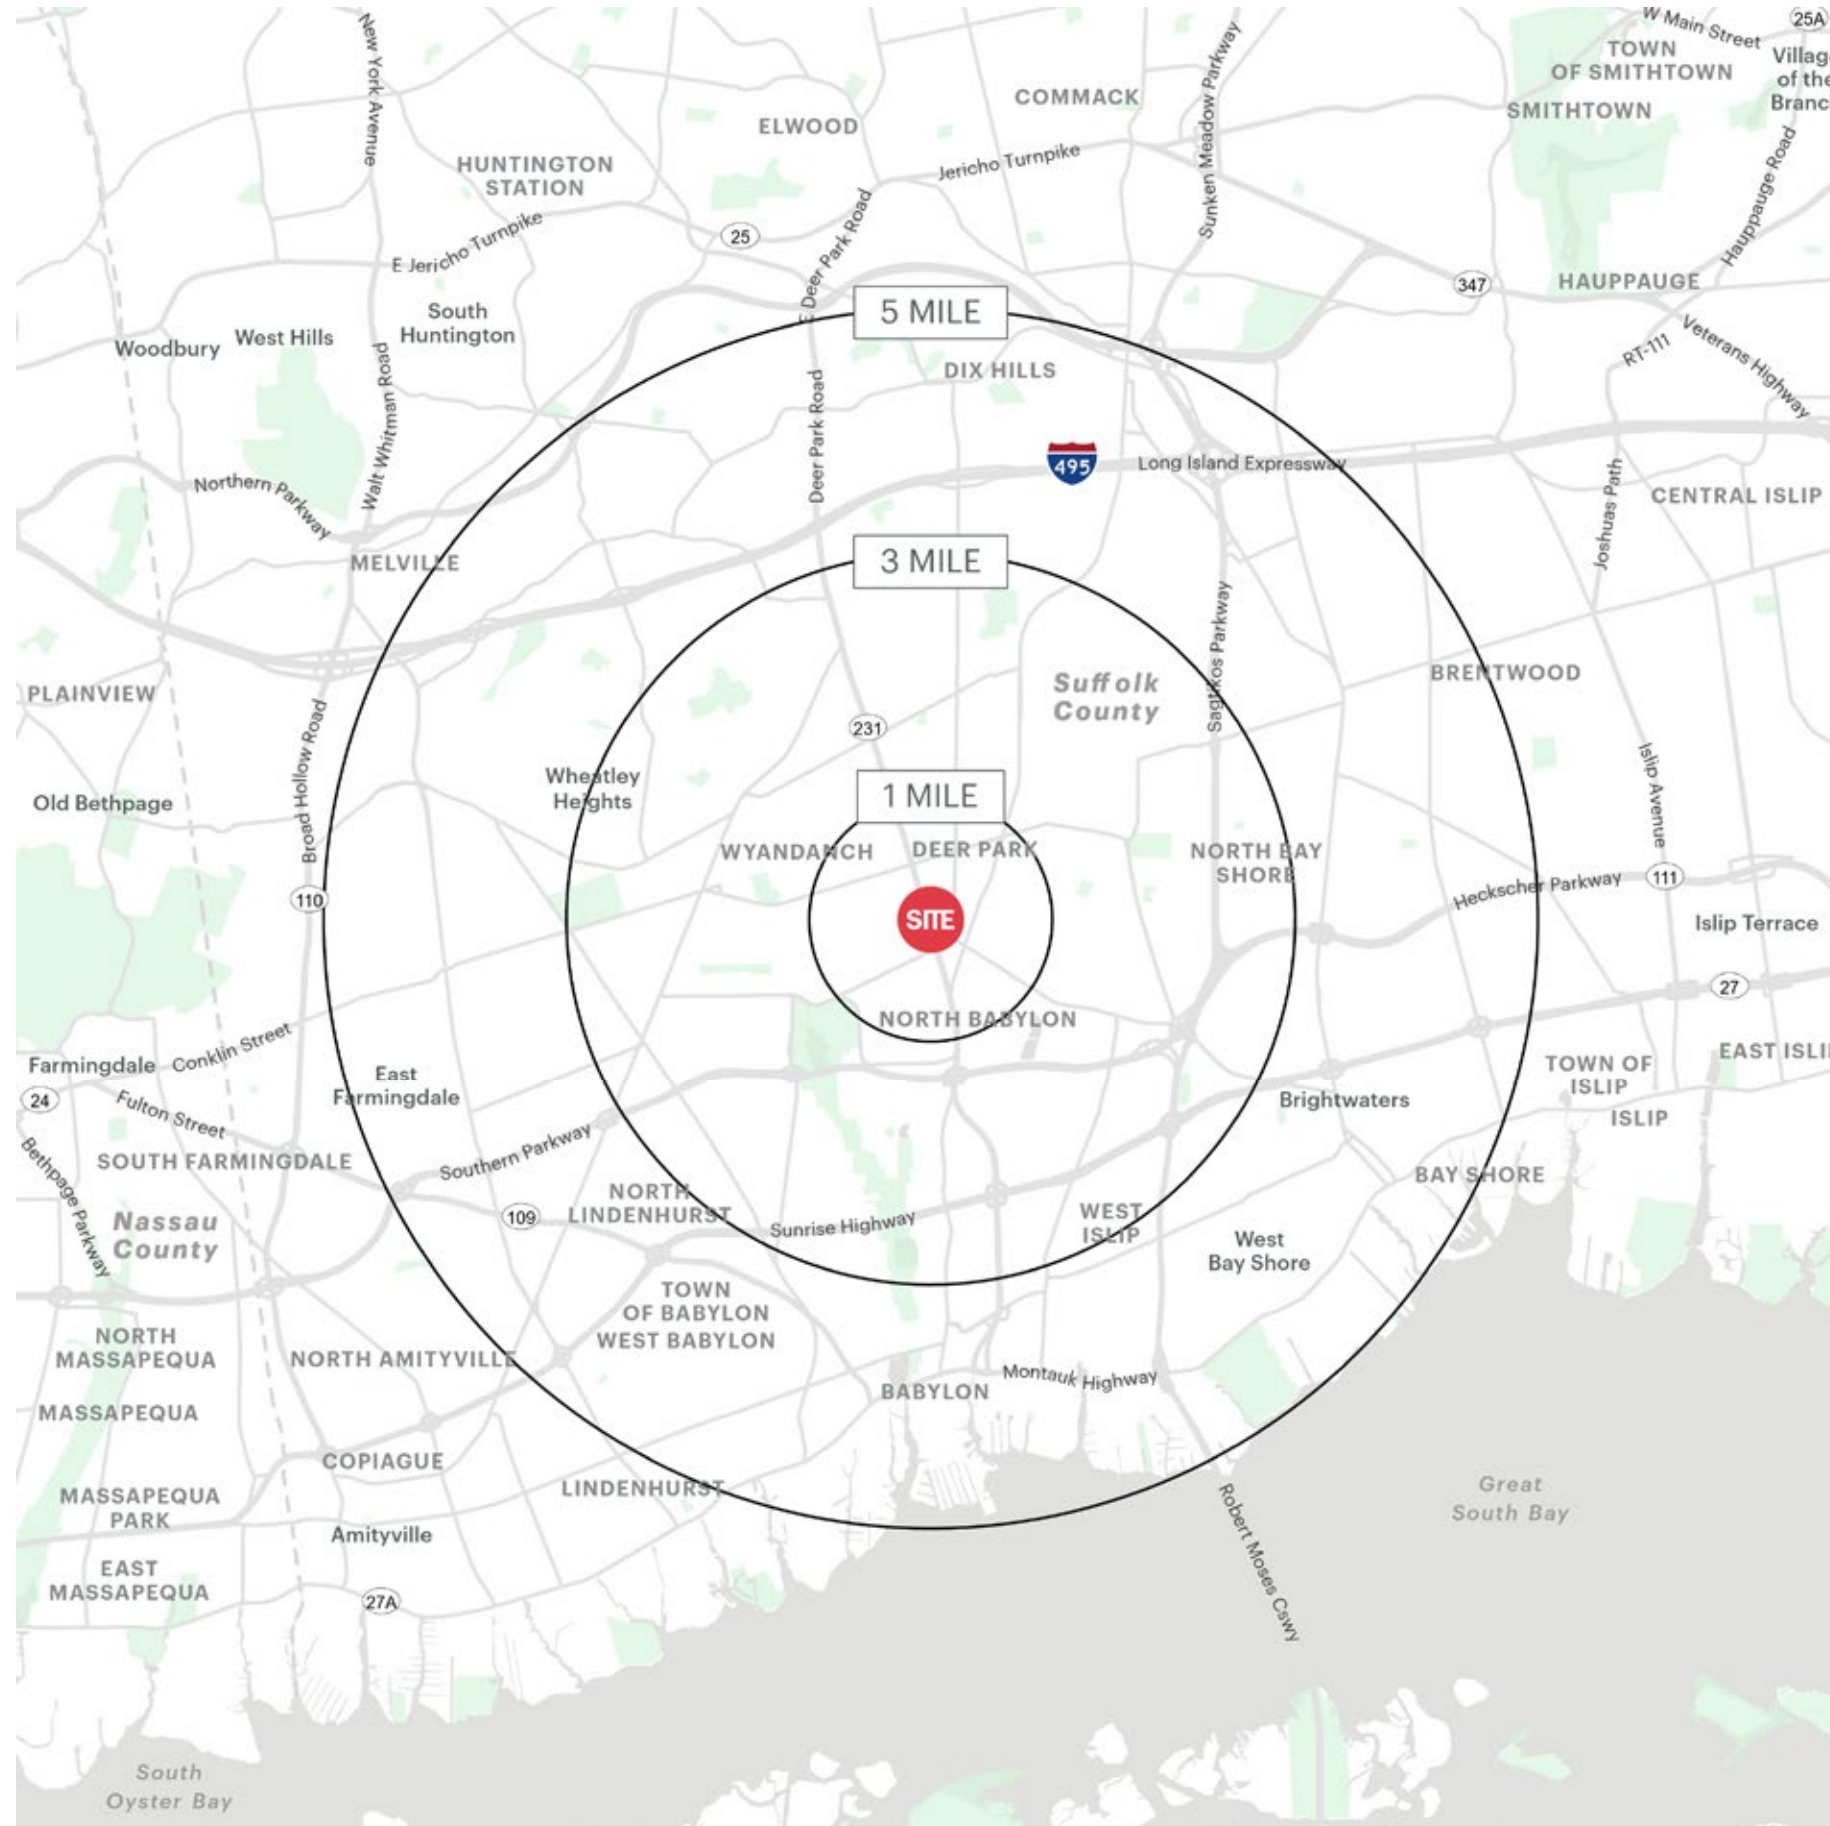 W Main Street
25A
New York Avenue
TOWN
OF SMITHTOWN
Villag
of the
Branc
COMMACK
SMITHTOWN
ELWOOD
Sunken Meadow Parkway
Jericho Turnpike
HUNTINGTON
STATION
Hauppauge Road
25
E Jericho Turnpike
E Deer Park Road
HAUPPAUGE
347
South
Huntington
5 MILE
West Hills
Woodbury
Veterans Highway
RT-111
DIX HILLS
Walt Whitman Road
Deer Park Road
495
Long Island Expressway
Northern Parkway
CENTRAL ISLIP
Joshuas Path
MELVILLE
3 MILE
Sagtikos Parkway
BRENTWOOD
Suffolk
County
PLAINVIEW
231
Broad Hollow Road
Wheatley
Heights
1 MILE
Old Bethpage
Islip Avenue
WYANDANCH
DEER PARK
NORTH BAY
SHORE
Heckscher Parkway
111
110
SITE
Islip Terrace
27
NORTH BABYLON
Conklin Street
Farmingdale
East
Farmingdale
TOWN OF
ISLIP
EAST ISLI
24
Fulton Street
Brightwaters
ISLIP
Bethpage Parkway
SOUTH FARMINGDALE
Southern Parkway
BAY SHORE
Nassau
County
NORTH
LINDENHURST
109
Sunrise Highway
WEST
ISLIP
West
Bay Shore
TOWN
OF BABYLON
WEST BABYLON
NORTH
MASSAPEQUA
NORTH AMITYVILLE
Montauk Highway
BABYLON
MASSAPEQUA
COPIAGUE
LINDENHURST
Great
South Bay
MASSAPEQUA
PARK
Amityville
Robert Moses Cswy
EAST
MASSAPEQUA
27A
South
Oyster Bay